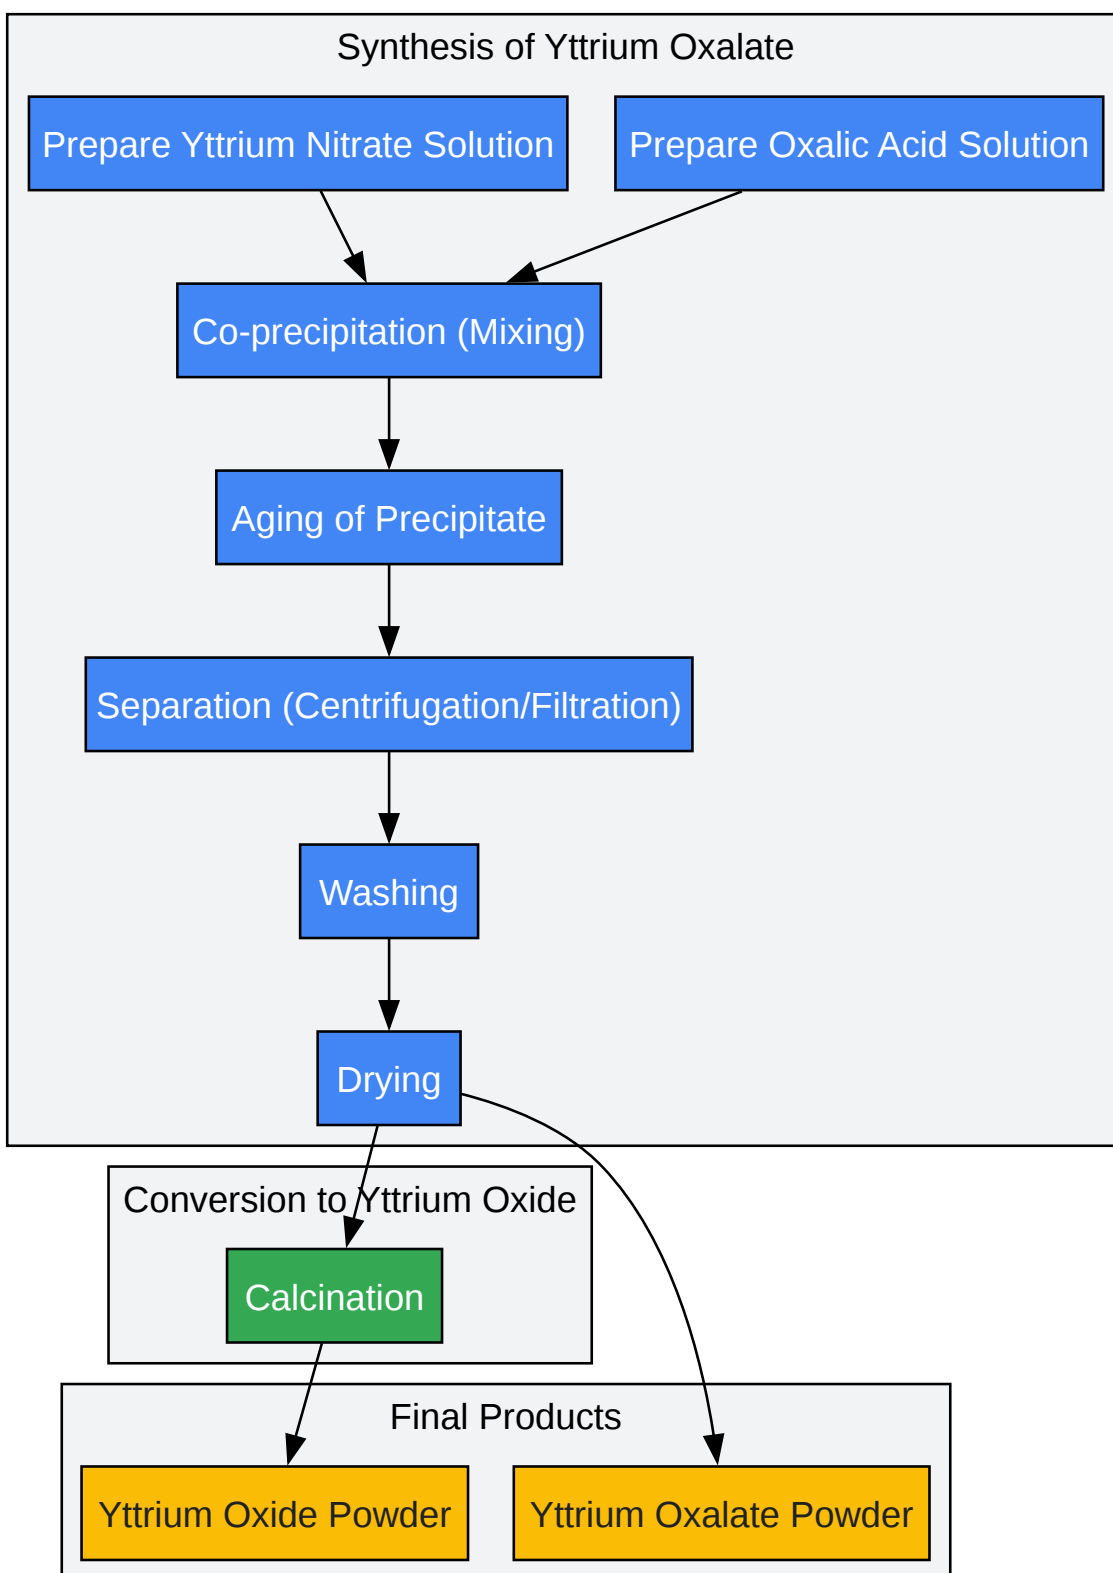 Synthesis of Yttrium Oxalate
Prepare Yttrium Nitrate Solution
Prepare Oxalic Acid Solution
Co-precipitation (Mixing)
Aging of Precipitate
Separation (Centrifugation/Filtration)
Washing
Drying
Conversion to Yttrium Oxide
Calcination
Final Products
Yttrium Oxide Powder
Yttrium Oxalate Powder